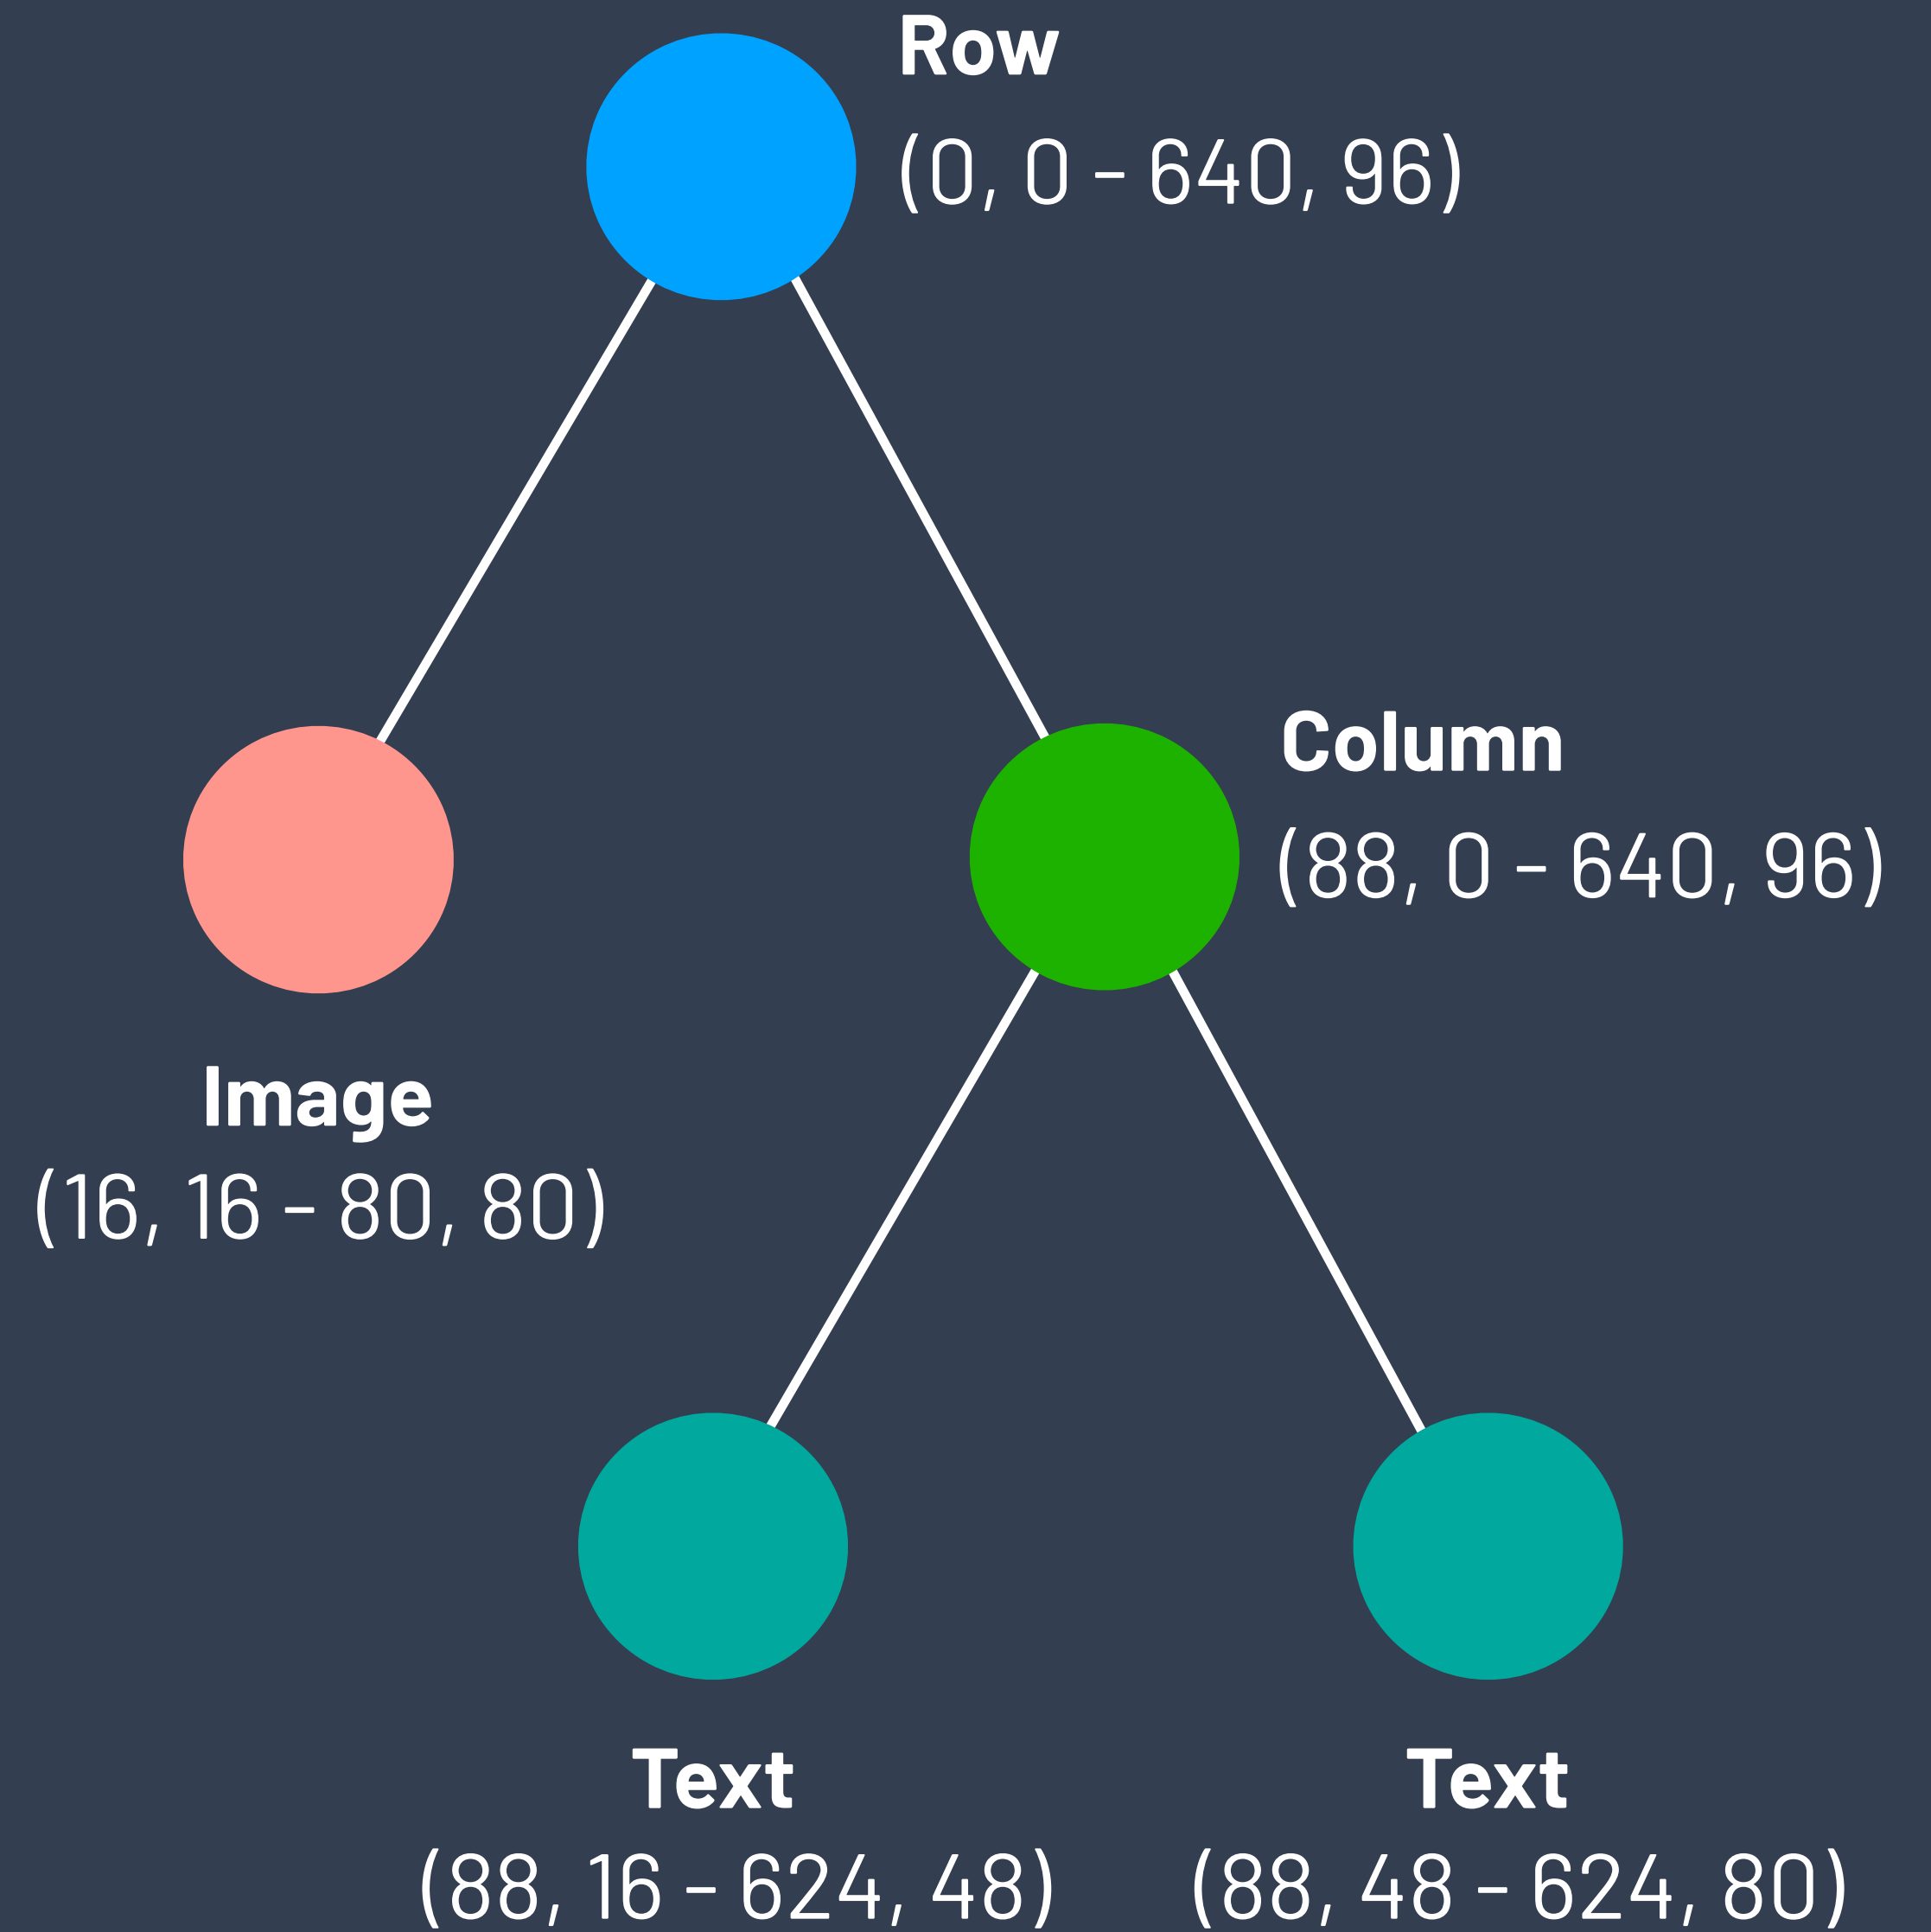 Row
(0, 0 – 640, 96)
Column
(88, 0 – 640, 96)
Image
(16, 16 – 80, 80)
Text
(88, 16 – 624, 48)
Text
(88, 48 – 624, 80)